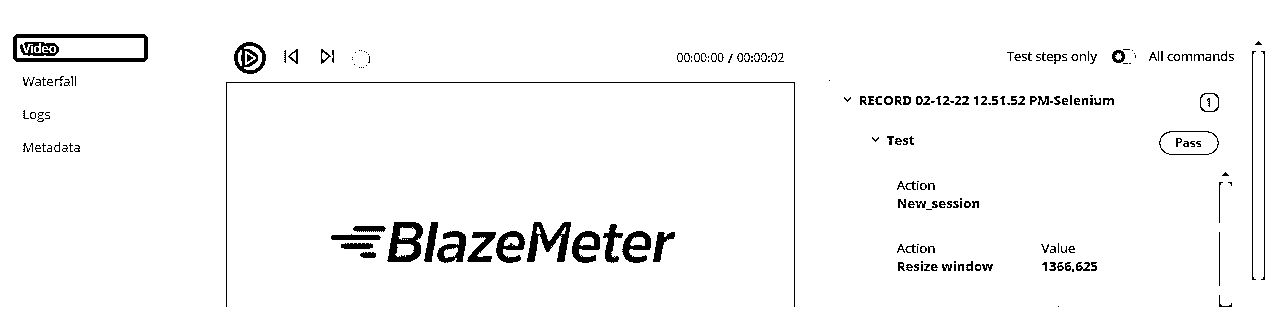 Video
Waterfall
Logs
Metadata
00:00:00 / 00:00:02
BlazeMeter
Test steps only
All commands
RECORD 02-12-22 12.51.52 PM-Selenium
1
Test
Pass
Action
New_session
Action Value
Resize window 1366,625